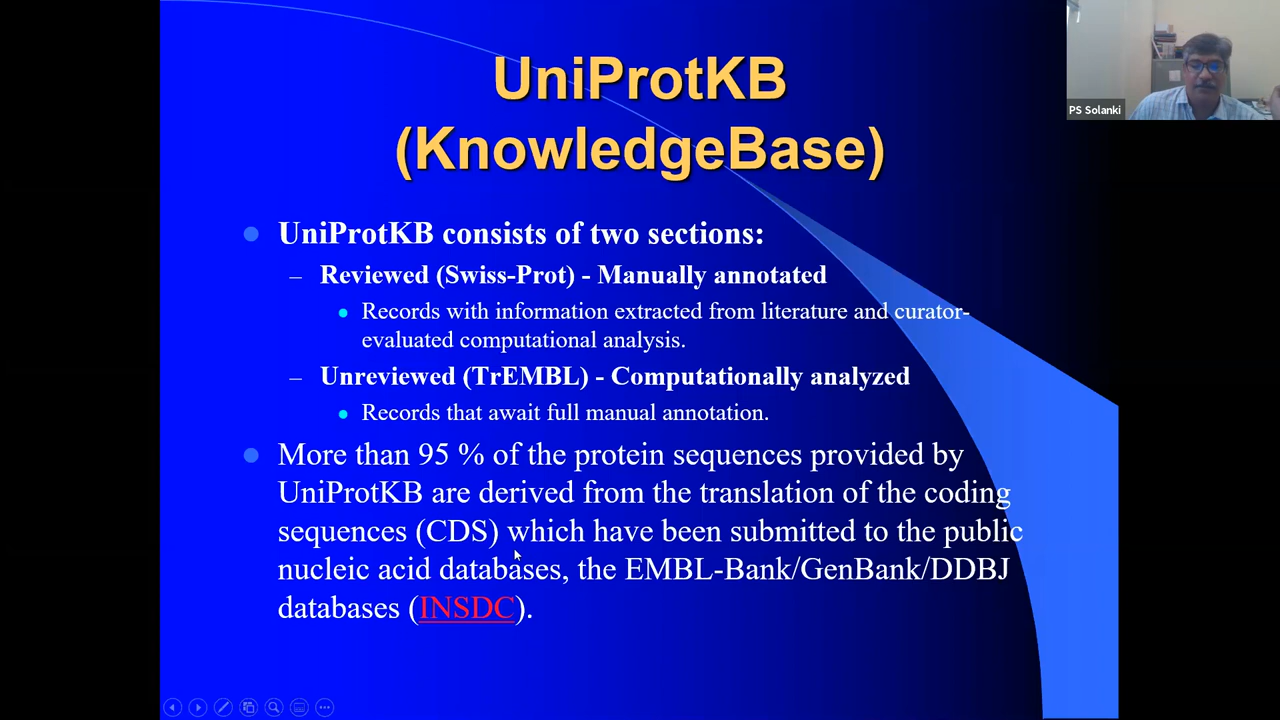 UniProtKB
(KnowledgeBase)
PS Solanki
UniProtKB consists of two sections:
– Reviewed (Swiss-Prot) - Manually annotated
Records with information extracted from literature and curator-
evaluated computational analysis.
– Unreviewed (TrEMBL) - Computationally analyzed
Records that await full manual annotation.
More than 95 % of the protein sequences provided by
UniProtKB are derived from the translation of the coding
sequences (CDS) which have been submitted to the public
nucleic acid databases, the EMBL-Bank/GenBank/DDBJ
databases (INSDC).